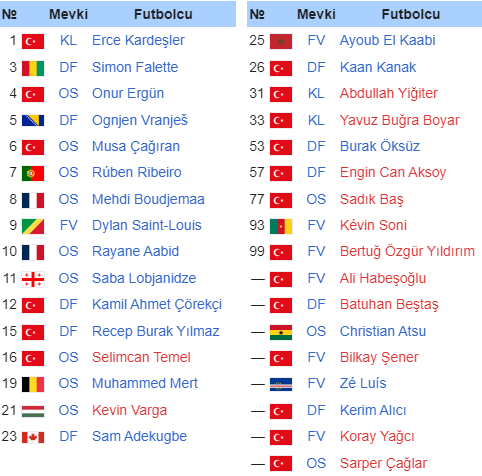 № Mevki Futbolcu
1 KL Erce Kardeşler
3 DF Simon Falette
4 OS Onur Ergün
5 DF Ognjen Vranješ
6 OS Musa Çağıran
7 OS Rúben Ribeiro
8 OS Mehdi Boudjemaa
9 FV Dylan Saint-Louis
10 OS Rayane Aabid
11 OS Saba Lobjanidze
12 DF Kamil Ahmet Çörekçi
15 DF Recep Burak Yılmaz
16 OS Selimcan Temel
19 OS Muhammed Mert
21 OS Kevin Varga
23 DF Sam Adekugbe
№ Mevki Futbolcu
25 FV Ayoub El Kaabi
26 DF Kaan Kanak
31 KL Abdullah Yiğiter
33 KL Yavuz Buğra Boyar
53 DF Burak Öksüz
57 DF Engin Can Aksoy
77 OS Sadık Baş
93 FV Kévin Soni
99 FV Bertuğ Özgür Yıldırım
— FV Ali Habeşoğlu
— DF Batuhan Beştaş
— OS Christian Atsu
— FV Bilkay Şener
— FV Zé Luís
— DF Kerim Alıcı
— FV Koray Yağcı
— OS Sarper Çağlar